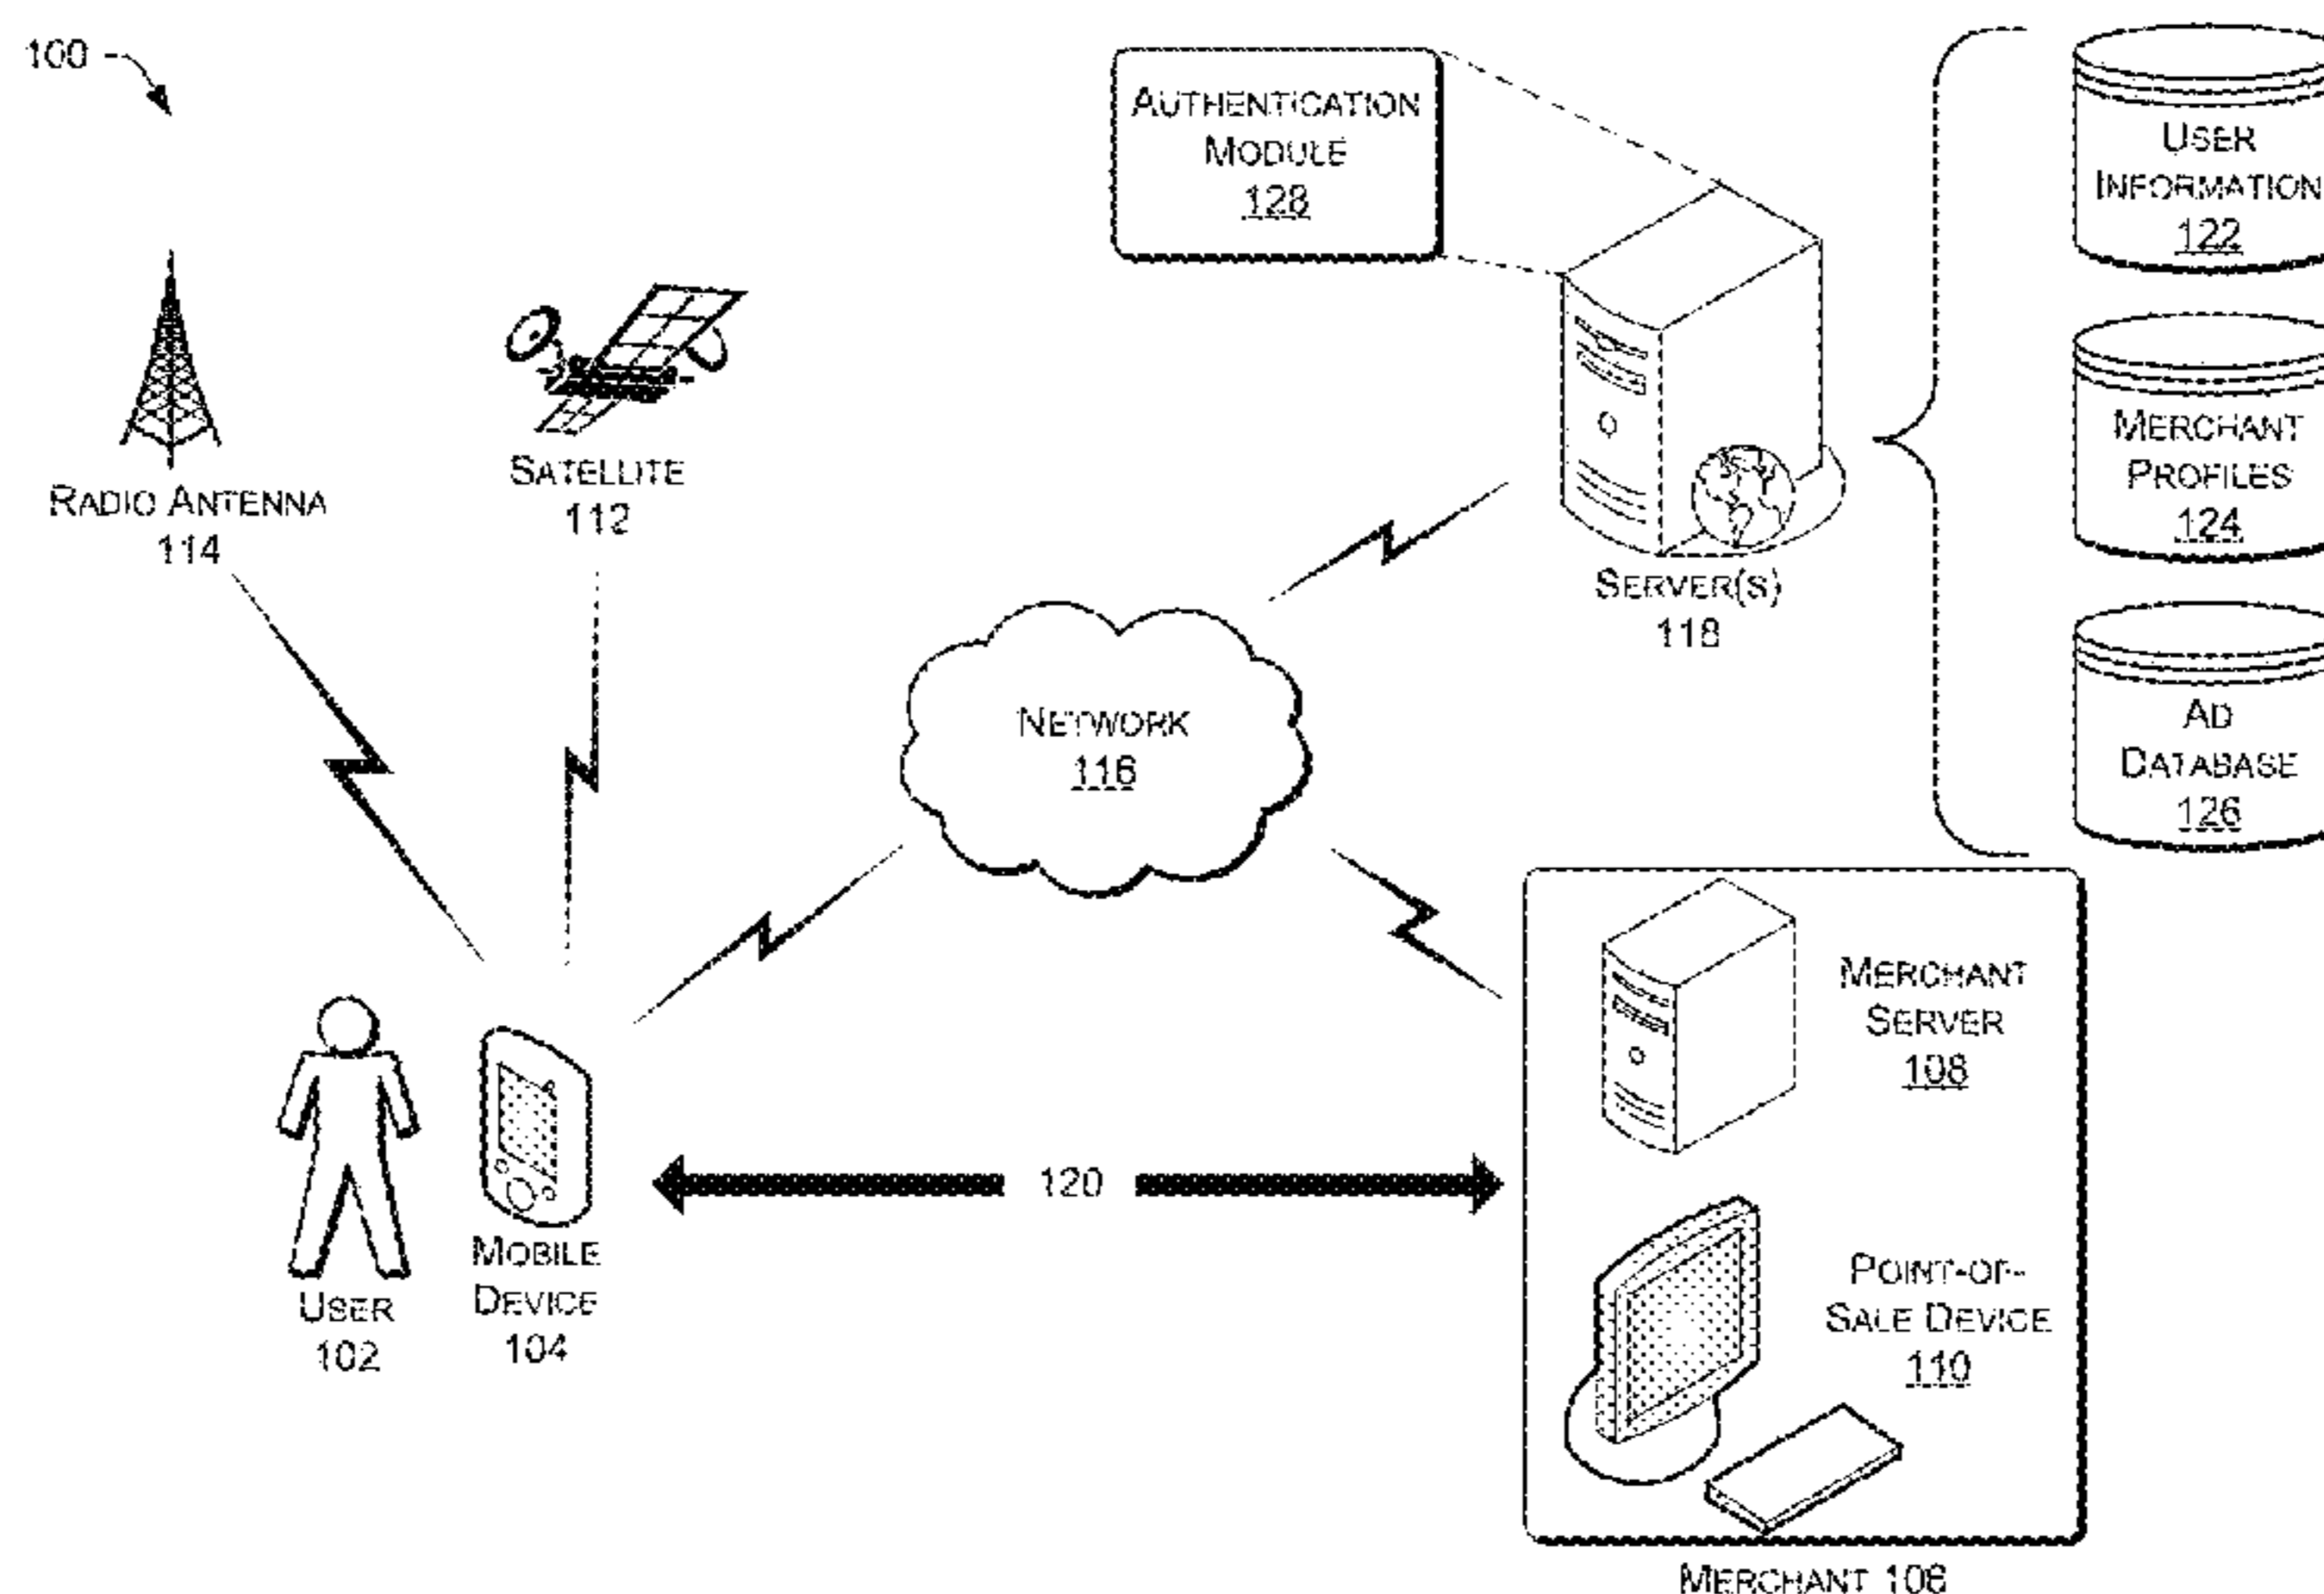 100
AUTHENTICATION
MODULE
128
USER
INFORMATION
122
RADIO ANTENNA
114
SATELLITE
112
SERVER(S)
118
MERCHANT
PROFILES
124
NETWORK
116
AD
DATABASE
126
MERCHANT
SERVER
108
120
USER
102
MOBILE
DEVICE
104
POINT-OF-
SALE DEVICE
110
MERCHANT 106